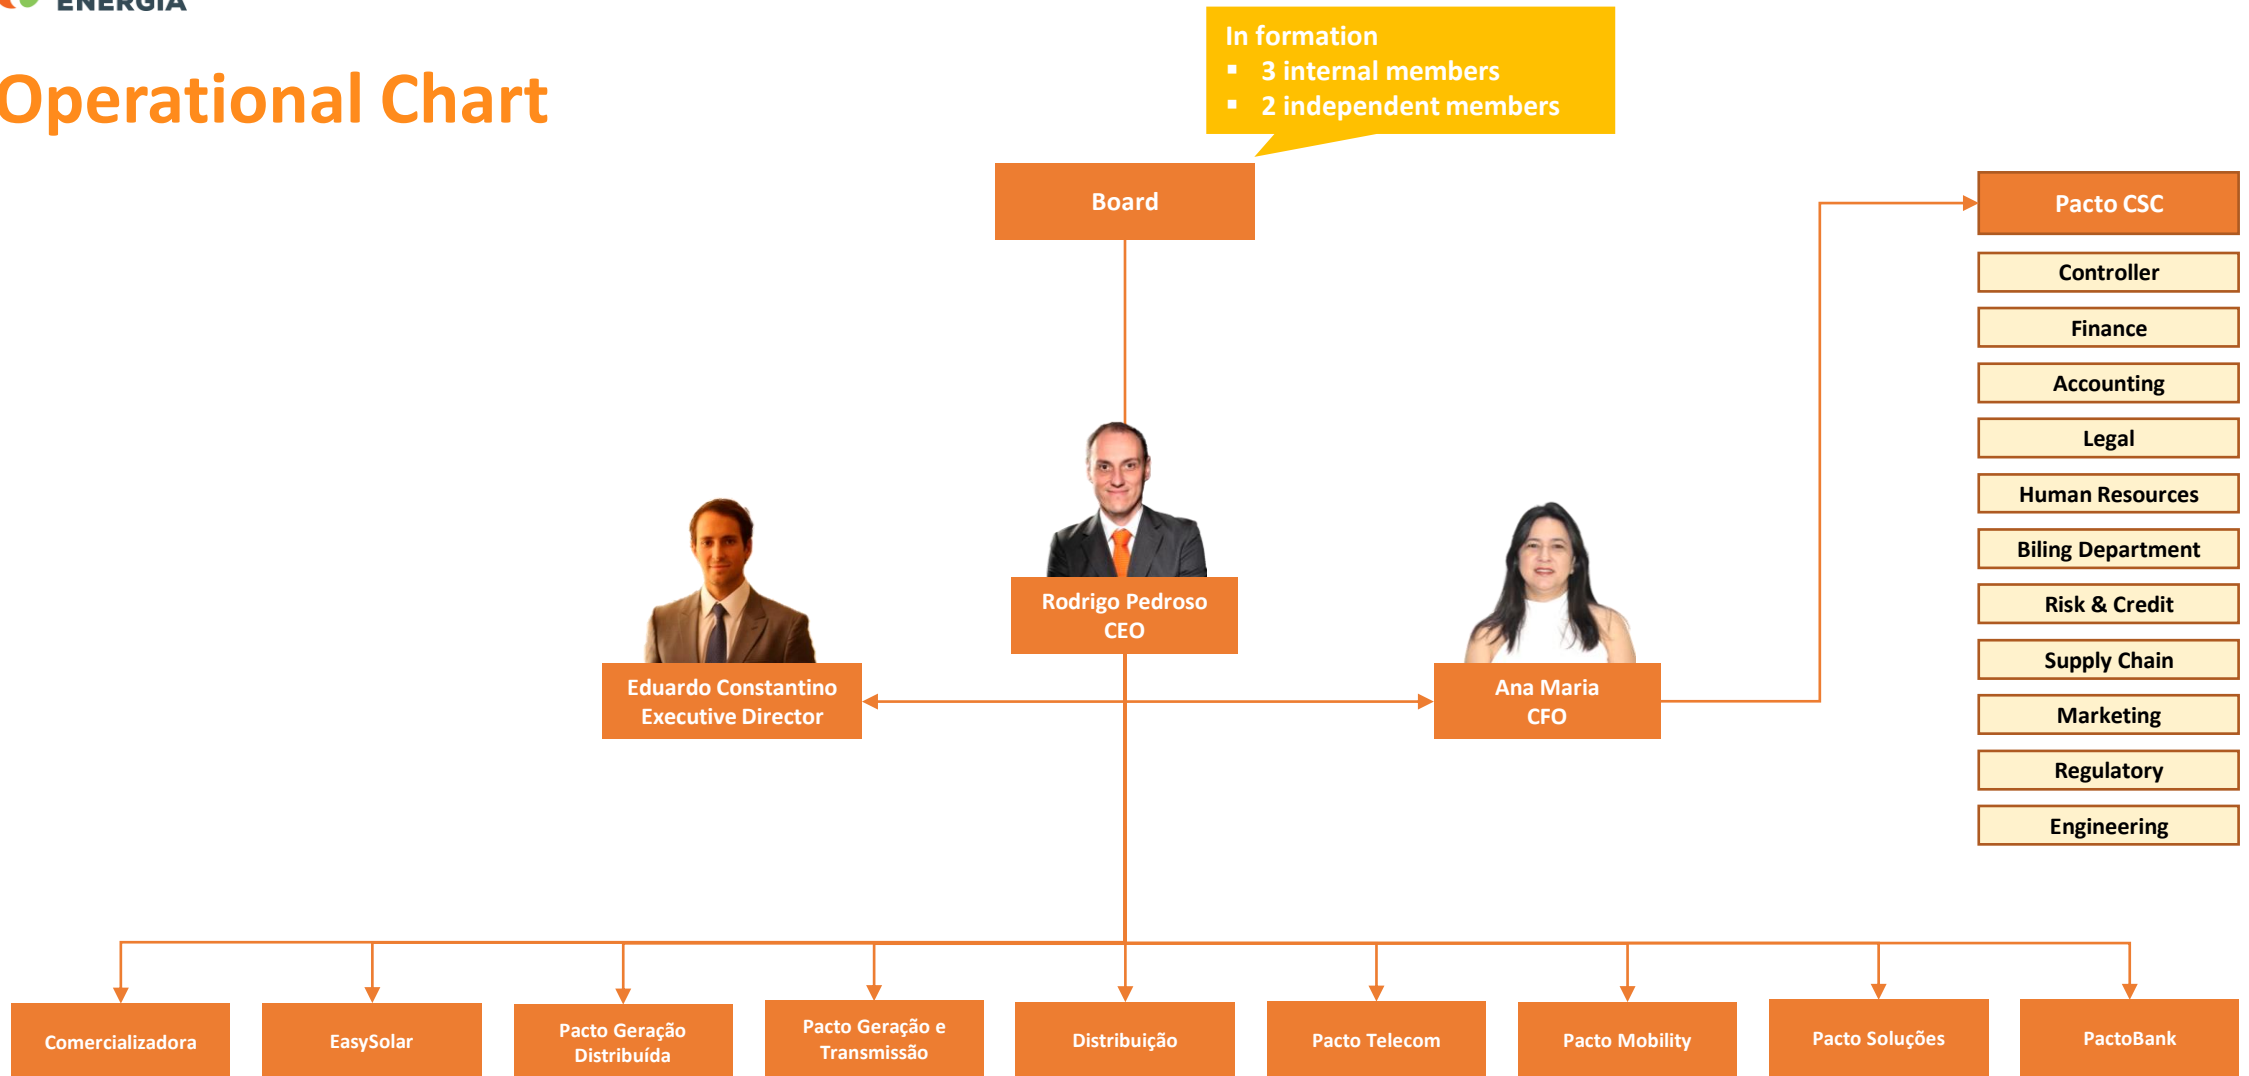 ENERGIA
Operational Chart
In formation
▪ 3 internal members
▪ 2 independent members
Board
Pacto CSC
Controller
Finance
Accounting
Legal
Human Resources
Biling Department
Risk & Credit
Supply Chain
Marketing
Regulatory
Engineering
Rodrigo Pedroso
CEO
Eduardo Constantino
Executive Director
Ana Maria
CFO
Comercializadora
EasySolar
Pacto Geração
Distribuída
Pacto Geração e
Transmissão
Distribuição
Pacto Telecom
Pacto Mobility
Pacto Soluções
PactoBank